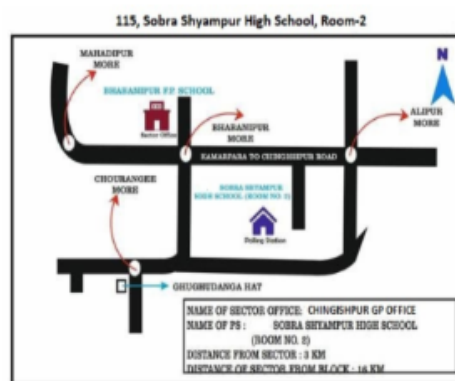 115, Sobra Shyampur High School, Room-2
MAHADIPUR
MORE
BHARANIPUR F.P. SCHOOL
N
Sector Office
BHARANIPUR
MORE
ALIPUR
MORE
KAMARPARA TO CHINGISHPUR ROAD
CHOURANGEE
MORE
SOBRA SHYAMPUR
HIGH SCHOOL (ROOM NO. 2)
Polling Station
GHUGHUDANGA HAT
NAME OF SECTOR OFFICE: CHINGISHPUR GP OFFICE
NAME OF PS : SOBRA SHYAMPUR HIGH SCHOOL
(ROOM NO. 2)
DISTANCE FROM SECTOR : 3 KM
DISTANCE OF SECTOR FROM BLOCK : 16 KM